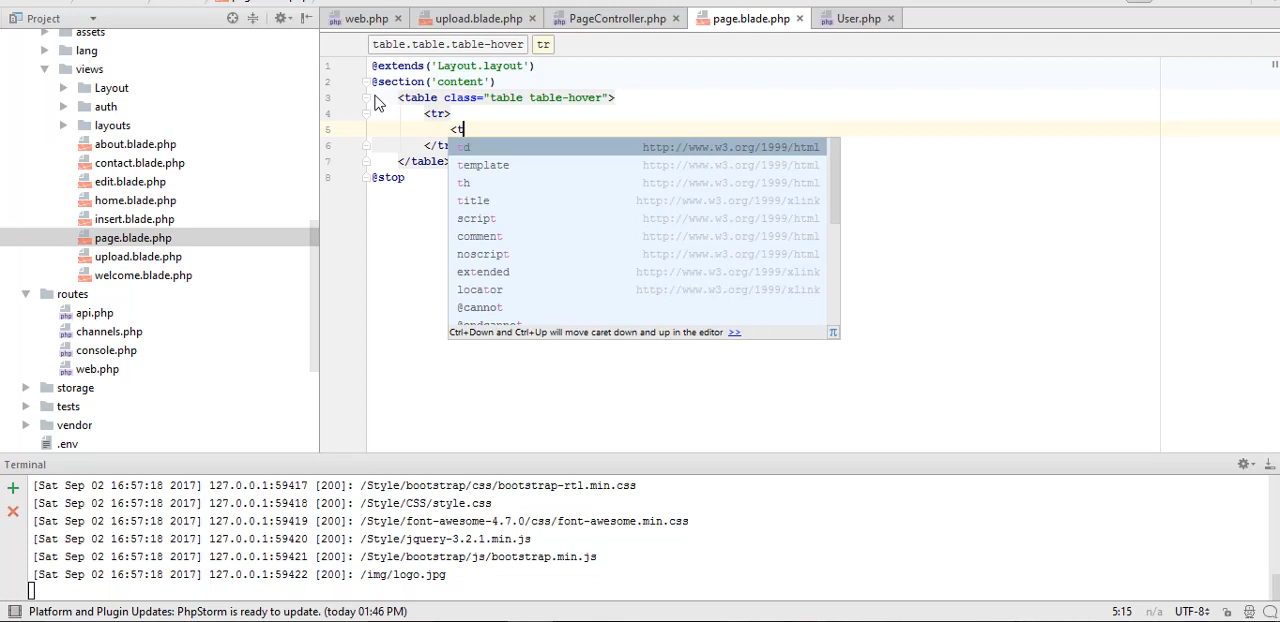 Project
assets
lang
views
Layout
auth
layouts
about.blade.php
contact.blade.php
edit.blade.php
home.blade.php
insert.blade.php
page.blade.php
upload.blade.php
welcome.blade.php
routes
api.php
channels.php
console.php
web.php
storage
tests
vendor
.env
web.php
upload.blade.php
PageController.php
page.blade.php
User.php
table.table.table-hover tr
1 @extends('Layout.layout')
2 @section('content')
3 <table class="table table-hover">
4 <tr>
5 <t
6 </tr
7 </table>
8 @stop
td http://www.w3.org/1999/html
template http://www.w3.org/1999/html
th http://www.w3.org/1999/html
title http://www.w3.org/1999/xlink
script http://www.w3.org/1999/html
comment http://www.w3.org/1999/html
noscript http://www.w3.org/1999/html
extended http://www.w3.org/1999/xlink
locator http://www.w3.org/1999/xlink
@cannot
@endcannot
Ctrl+Down and Ctrl+Up will move caret down and up in the editor >> π
Terminal
[Sat Sep 02 16:57:18 2017] 127.0.0.1:59417 [200]: /Style/bootstrap/css/bootstrap-rtl.min.css
[Sat Sep 02 16:57:18 2017] 127.0.0.1:59418 [200]: /Style/CSS/style.css
[Sat Sep 02 16:57:18 2017] 127.0.0.1:59419 [200]: /Style/font-awesome-4.7.0/css/font-awesome.min.css
[Sat Sep 02 16:57:18 2017] 127.0.0.1:59420 [200]: /Style/jquery-3.2.1.min.js
[Sat Sep 02 16:57:18 2017] 127.0.0.1:59421 [200]: /Style/bootstrap/js/bootstrap.min.js
[Sat Sep 02 16:57:18 2017] 127.0.0.1:59422 [200]: /img/logo.jpg
Platform and Plugin Updates: PhpStorm is ready to update. (today 01:46 PM) 5:15 n/a UTF-8